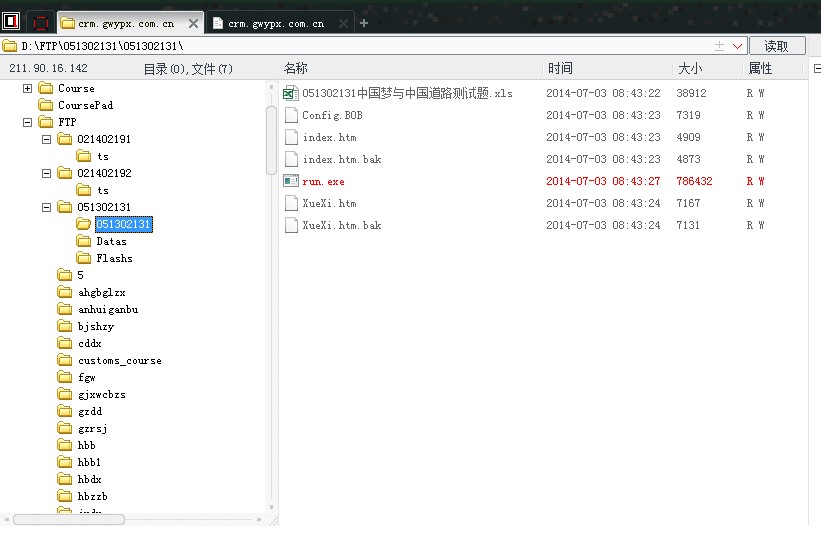 crm.gwypx.com.cn crm.gwypx.com.cn
D:\FTP\051302131\051302131\ 读取
211.90.16.142 目录(0),文件(7) 名称 时间 大小 属性
Course
CoursePad
FTP
021402191
ts
021402192
ts
051302131
051302131
Datas
Flashs
5
ahgbglzx
anhuiganbu
bjshzy
cddx
customs_course
fgw
gjxwcbzs
gzdd
gzrsj
hbb
hbb1
hbdx
hbzzb
051302131中国梦与中国道路测试题.xls 2014-07-03 08:43:22 38912 R W
Config.BOB 2014-07-03 08:43:23 7319 R W
index.htm 2014-07-03 08:43:23 4909 R W
index.htm.bak 2014-07-03 08:43:23 4873 R W
run.exe 2014-07-03 08:43:27 786432 R W
XueXi.htm 2014-07-03 08:43:24 7167 R W
XueXi.htm.bak 2014-07-03 08:43:24 7131 R W